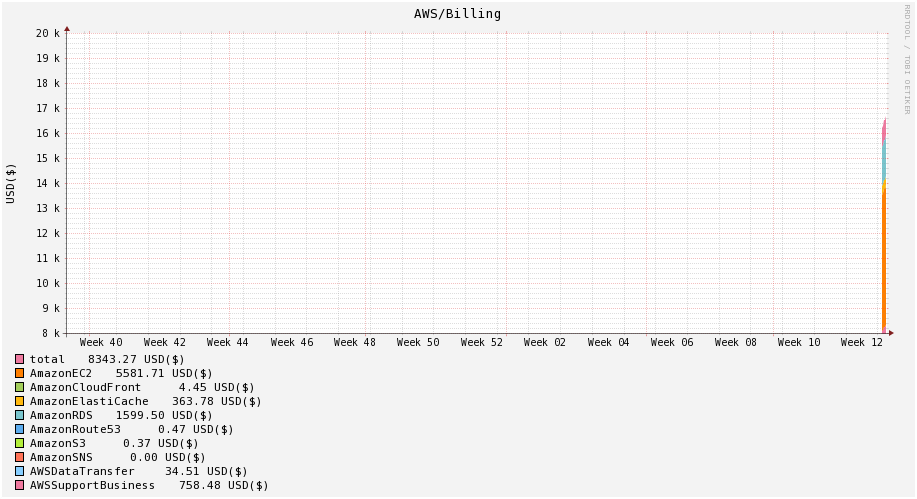 AWS/Billing
RRDTOOL / TOBI OETIKER
USD($)
20 k
19 k
18 k
17 k
16 k
15 k
14 k
13 k
12 k
11 k
10 k
9 k
8 k
Week 40 Week 42 Week 44 Week 46 Week 48 Week 50 Week 52 Week 02 Week 04 Week 06 Week 08 Week 10 Week 12
total 8343.27 USD($)
AmazonEC2 5581.71 USD($)
AmazonCloudFront 4.45 USD($)
AmazonElastiCache 363.78 USD($)
AmazonRDS 1599.50 USD($)
AmazonRoute53 0.47 USD($)
AmazonS3 0.37 USD($)
AmazonSNS 0.00 USD($)
AWSDataTransfer 34.51 USD($)
AWSSupportBusiness 758.48 USD($)